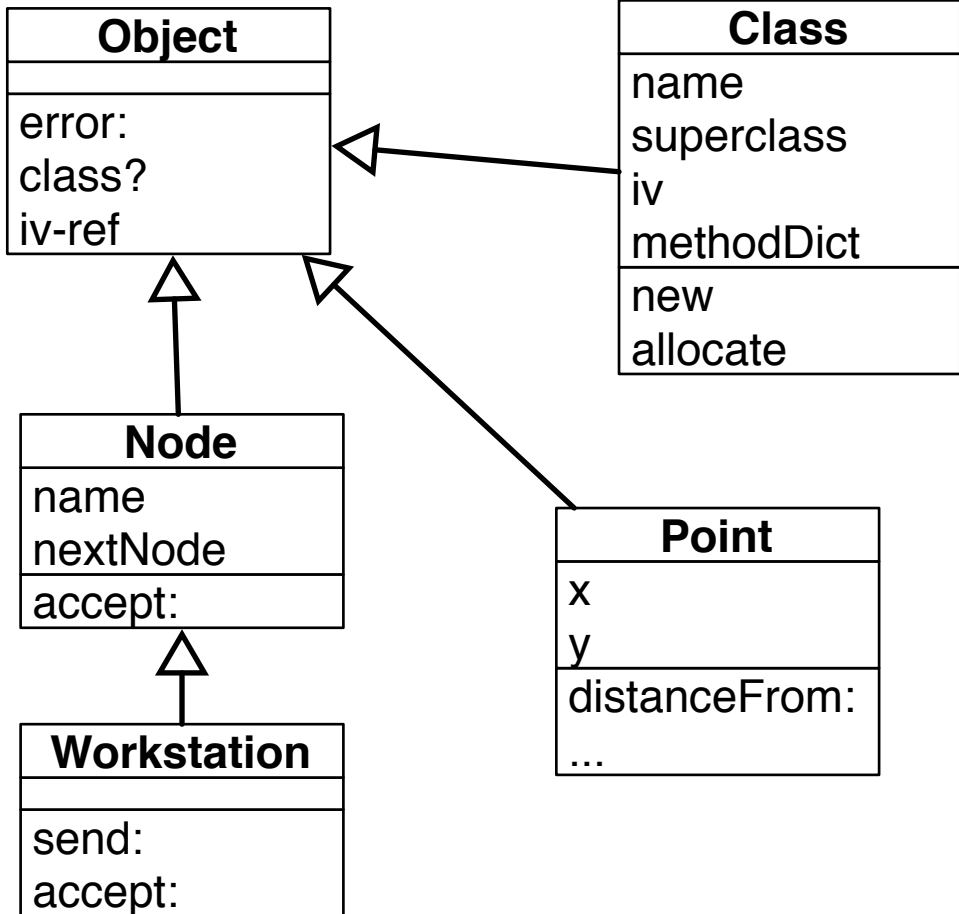 Object
error:
class?
iv-ref
Class
name
superclass
iv
methodDict
new
allocate
Node
name
nextNode
accept:
Point
x
y
distanceFrom:
...
Workstation
send:
accept: